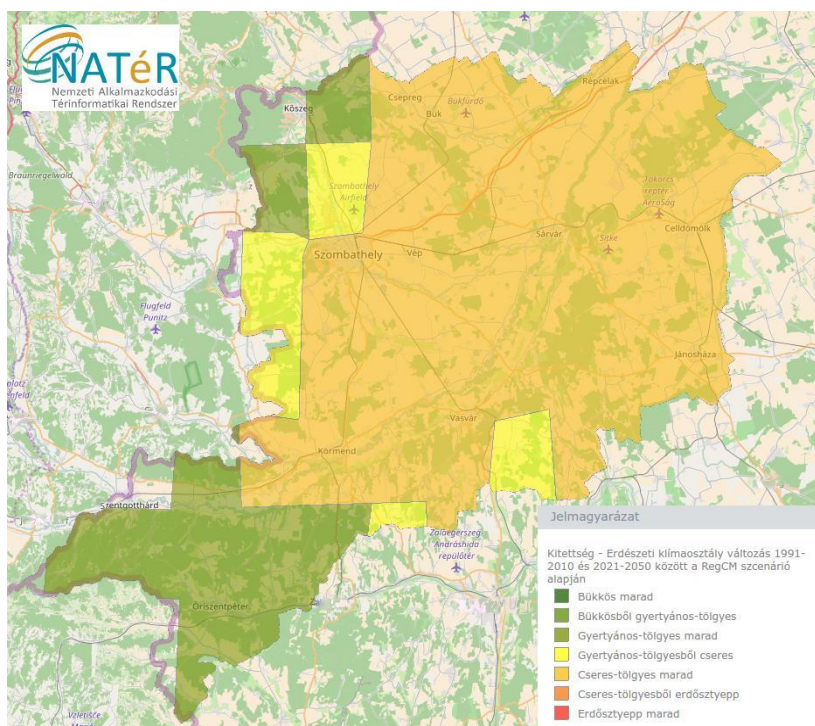 NATéR
Nemzeti Alkalmazkodási
Térinformatikai Rendszer
Répcelak
Csepreg
Bükfürdő
Bük
Kőszeg
Braunriegelwald
Szombathely
Airfield
Takorcs
reptér
Celldömölk
Sárvár
Sitke
Szombathely
Vép
Flugfeld
Punitz
Jánosháza
Vasvár
Körmend
Szentgotthárd
Zalaegerszeg
Andráshida
repülőtér
Őriszentpéter
Jelmagyarázat
Kitettség - Erdészeti klímaosztály változás 1991-
2010 és 2021-2050 között a RegCM szcenárió
alapján
Bükkös marad
Bükkösből gyertyános-tölgyes
Gyertyános-tölgyes marad
Gyertyános-tölgyesből cseres
Cseres-tölgyes marad
Cseres-tölgyesből erdősztyepp
Erdősztyepp marad